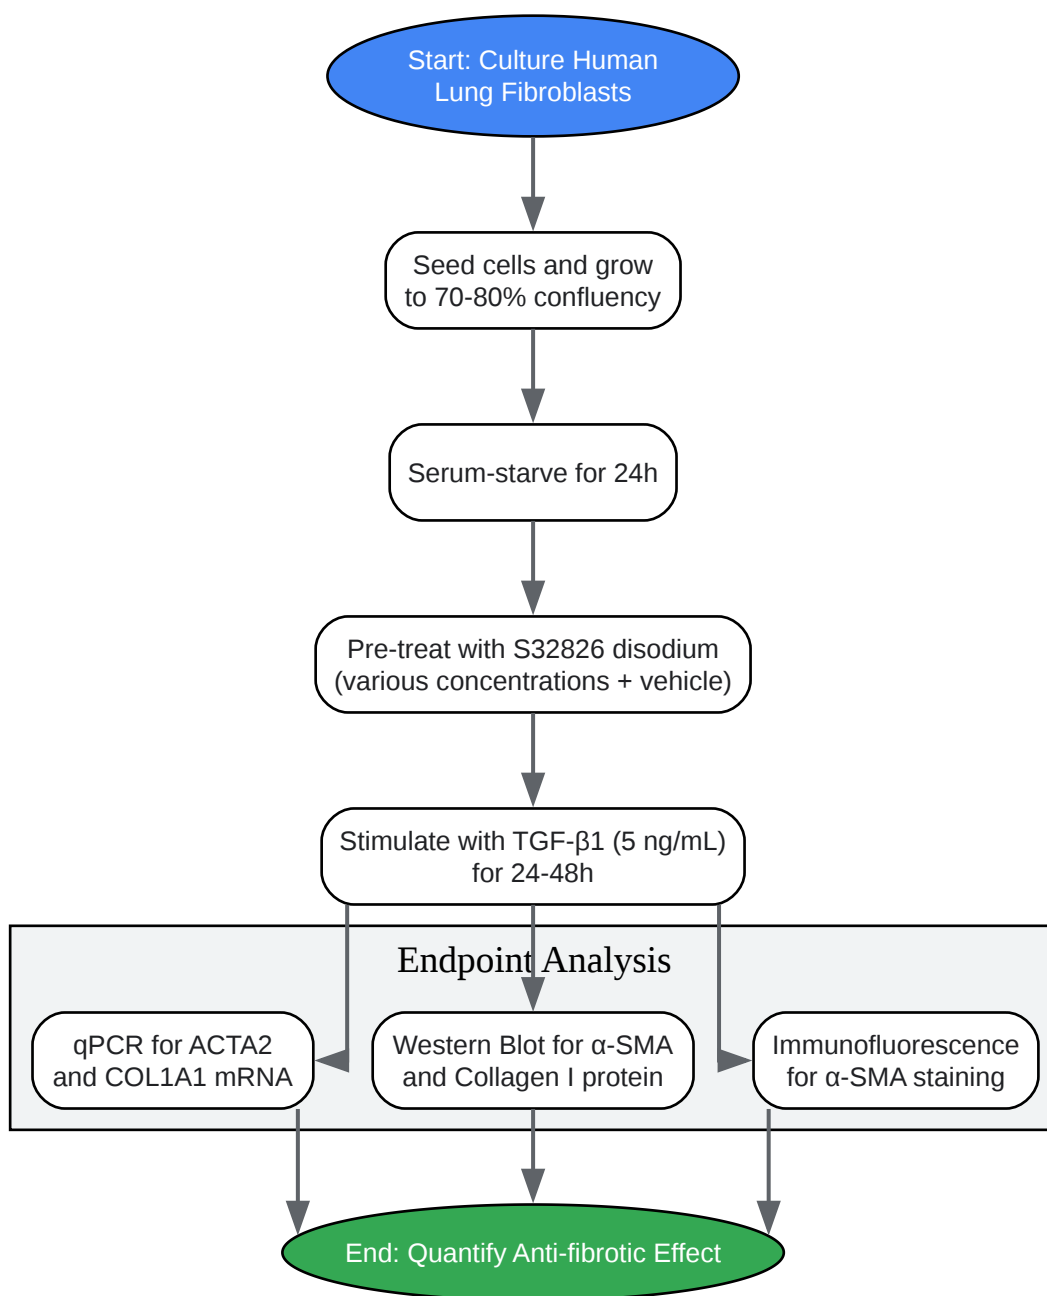 Start: Culture Human
Lung Fibroblasts
Seed cells and grow
to 70-80% confluency
Serum-starve for 24h
Pre-treat with S32826 disodium
(various concentrations + vehicle)
Stimulate with TGF-β1 (5 ng/mL)
for 24-48h
Endpoint Analysis
qPCR for ACTA2
and COL1A1 mRNA
Western Blot for α-SMA
and Collagen I protein
Immunofluorescence
for α-SMA staining
End: Quantify Anti-fibrotic Effect